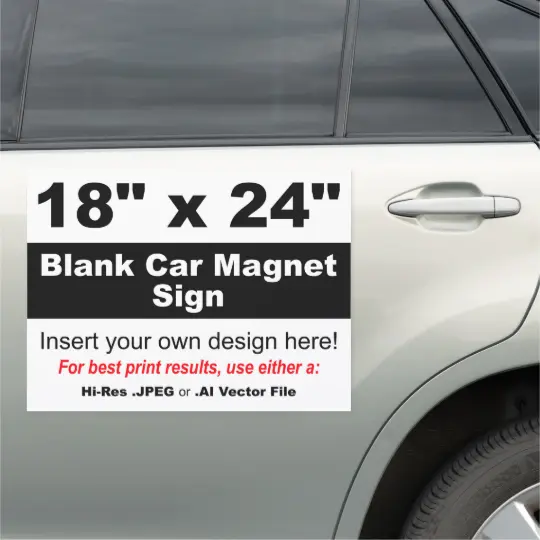 18" x 24"
Blank Car Magnet
Sign
Insert your own design here!
For best print results, use either a:
Hi-Res .JPEG or .AI Vector File